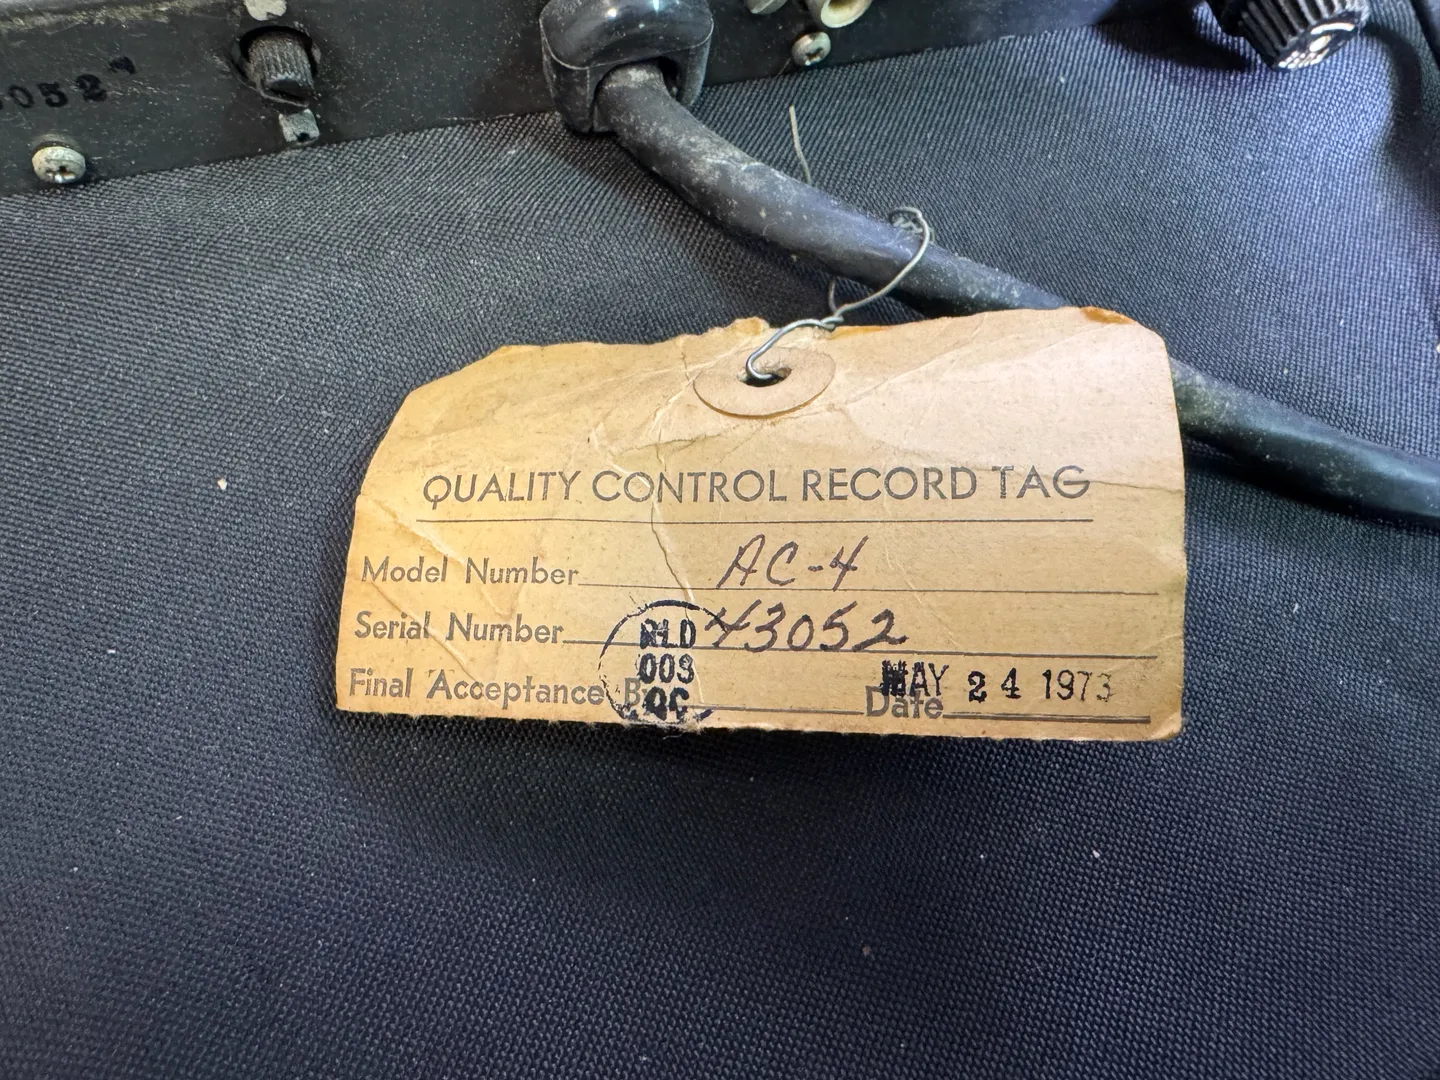 052
QUALITY CONTROL RECORD TAG
Model Number AC-4
Serial Number 43052
Final Acceptance By
QC
Date MAY 24 1973